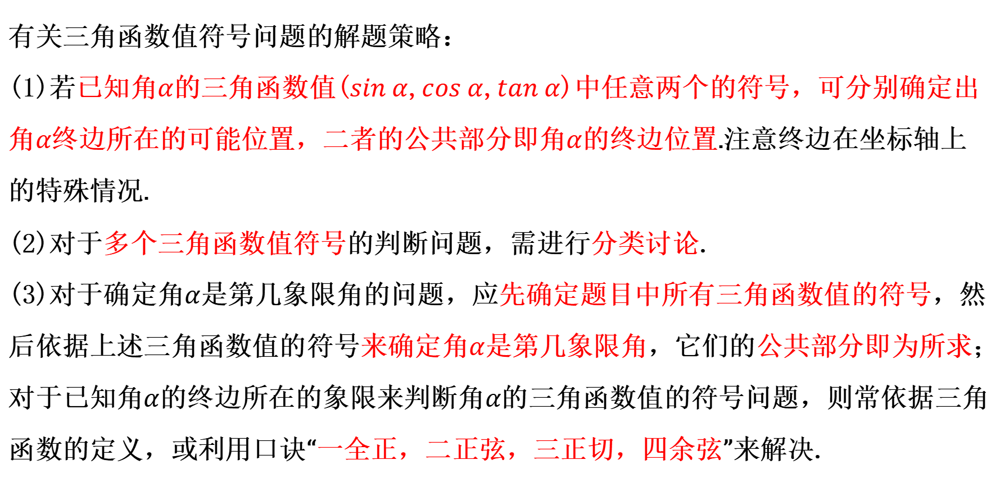 有关三角函数值符号问题的解题策略：
(1)若已知角α的三角函数值(sin α, cos α, tan α)中任意两个的符号，可分别确定出
角α终边所在的可能位置，二者的公共部分即角α的终边位置.注意终边在坐标轴上
的特殊情况.
(2)对于多个三角函数值符号的判断问题，需进行分类讨论.
(3)对于确定角α是第几象限角的问题，应先确定题目中所有三角函数值的符号，然
后依据上述三角函数值的符号来确定角α是第几象限角，它们的公共部分即为所求；
对于已知角α的终边所在的象限来判断角α的三角函数值的符号问题，则常依据三角
函数的定义，或利用口诀“一全正，二正弦，三正切，四余弦”来解决.